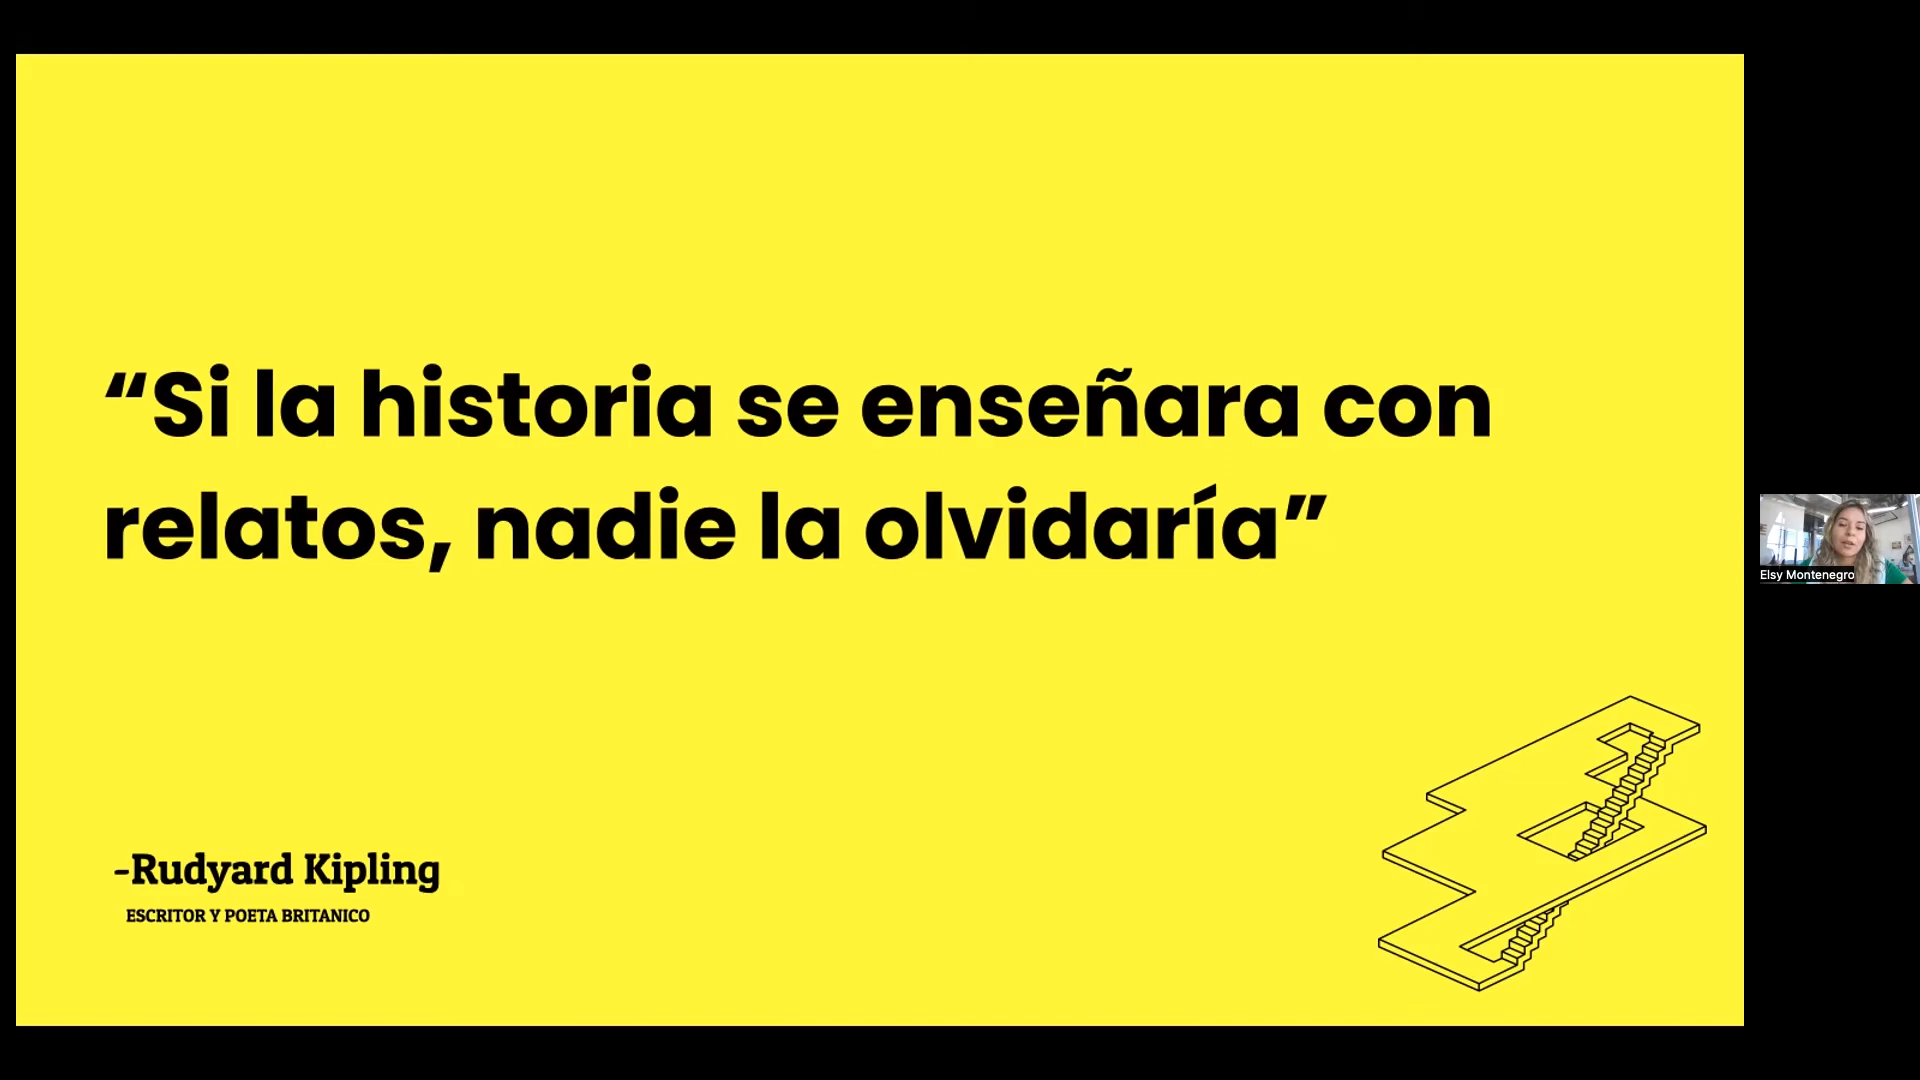 “Si la historia se enseñara con
relatos, nadie la olvidaría”
-Rudyard Kipling
ESCRITOR Y POETA BRITANICO
Elsy Montenegro